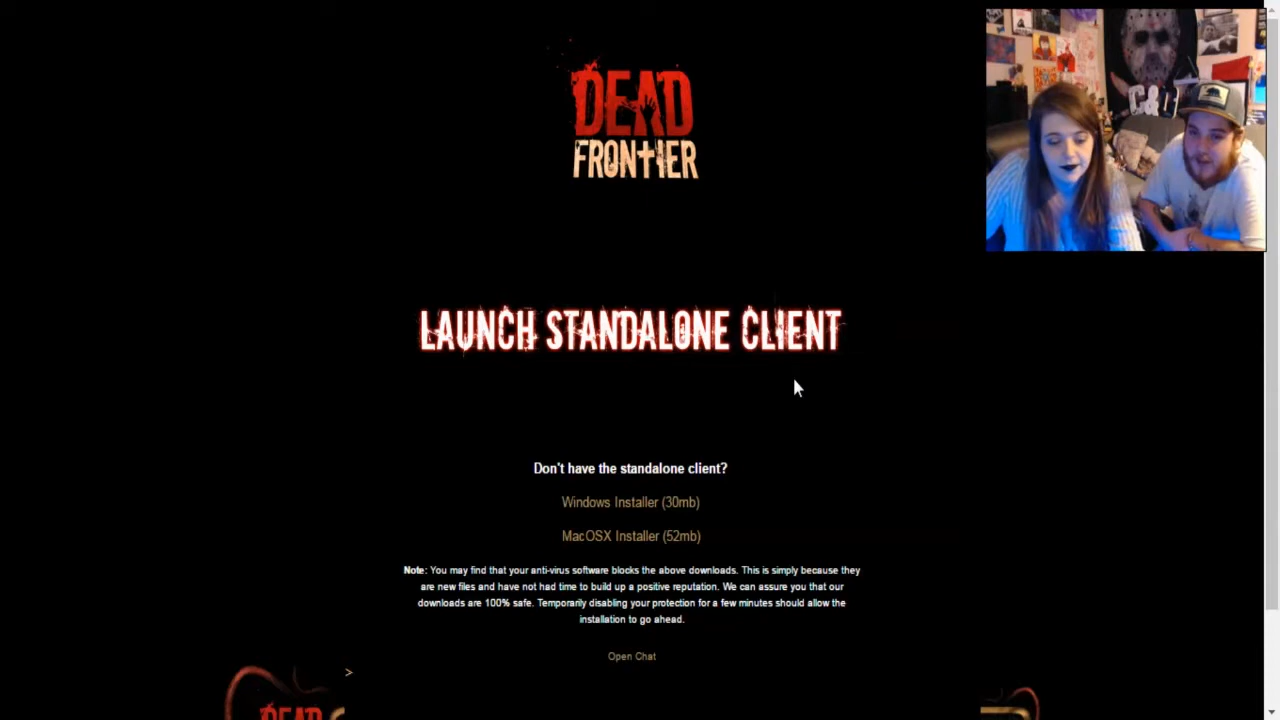 DEAD
FRONTIER
C&
LAUNCH STANDALONE CLIENT
Don't have the standalone client?
Windows Installer (30mb)
MacOSX Installer (52mb)
Note: You may find that your anti-virus software blocks the above downloads. This is simply because they
are new files and have not had time to build up a positive reputation. We can assure you that our
downloads are 100% safe. Temporarily disabling your protection for a few minutes should allow the
installation to go ahead.
Open Chat
>
DEAD